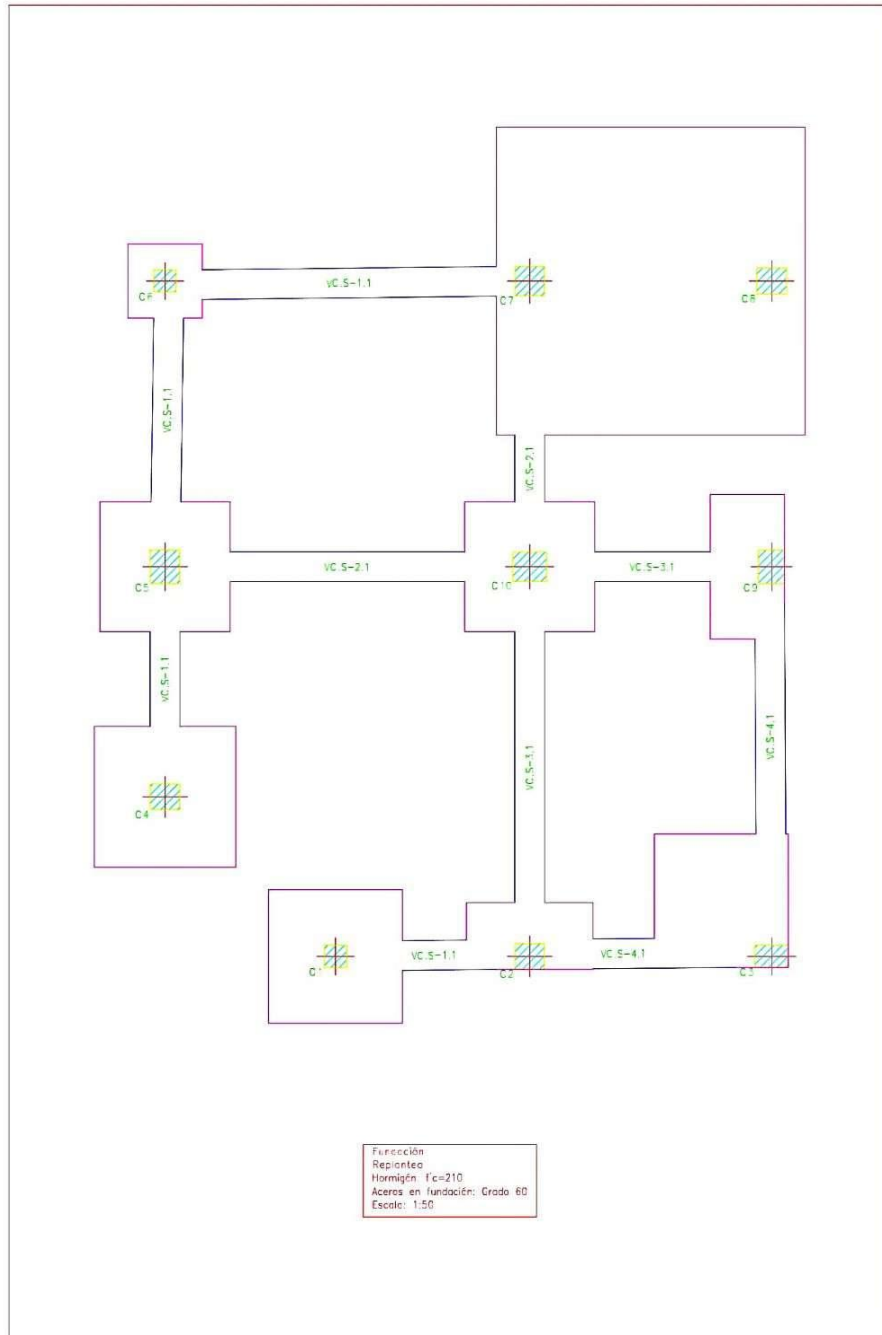 VC.S-1.1
C6
C7
C8
VC.S-1.1
VC.S-2.1
VC.S-2.1
VC.S-3.1
C5
C10
C9
VC.S-1.1
VC.S-3.1
VC.S-4.1
C4
VC.S-1.1
VC.S-4.1
C1
C2
C3
Fundación
Replanteo
Hormigón: f'c=210
Aceros en fundación: Grado 60
Escala: 1:50